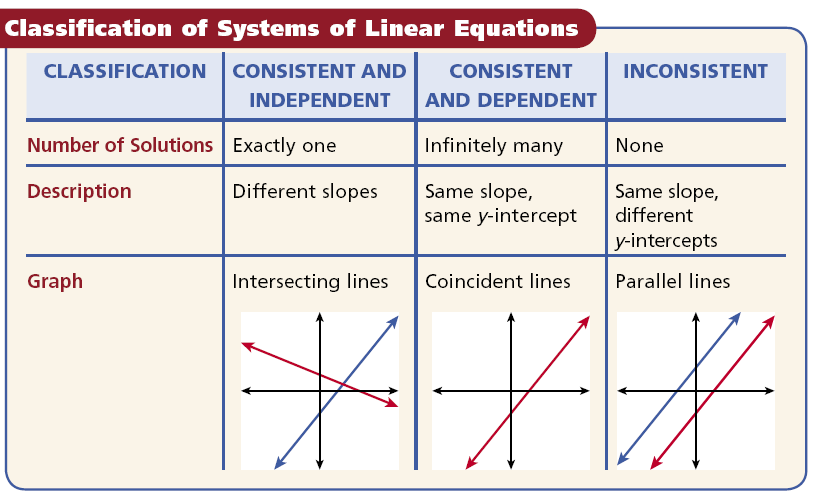 Classification of Systems of Linear Equations
CLASSIFICATION
CONSISTENT AND
INDEPENDENT
CONSISTENT
AND DEPENDENT
INCONSISTENT
Number of Solutions
Exactly one
Infinitely many
None
Description
Different slopes
Same slope,
same y-intercept
Same slope,
different
y-intercepts
Graph
Intersecting lines
Coincident lines
Parallel lines